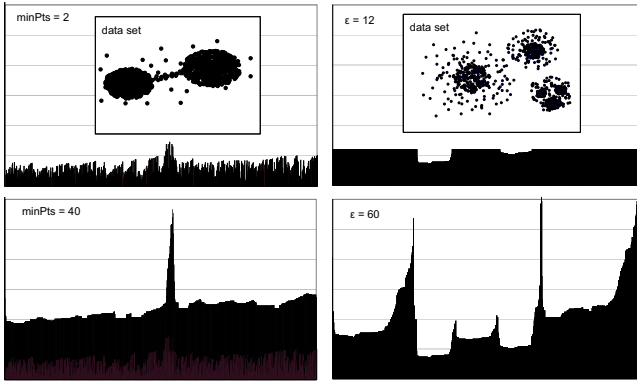 minPts = 2
data set
ε = 12
data set
minPts = 40
ε = 60